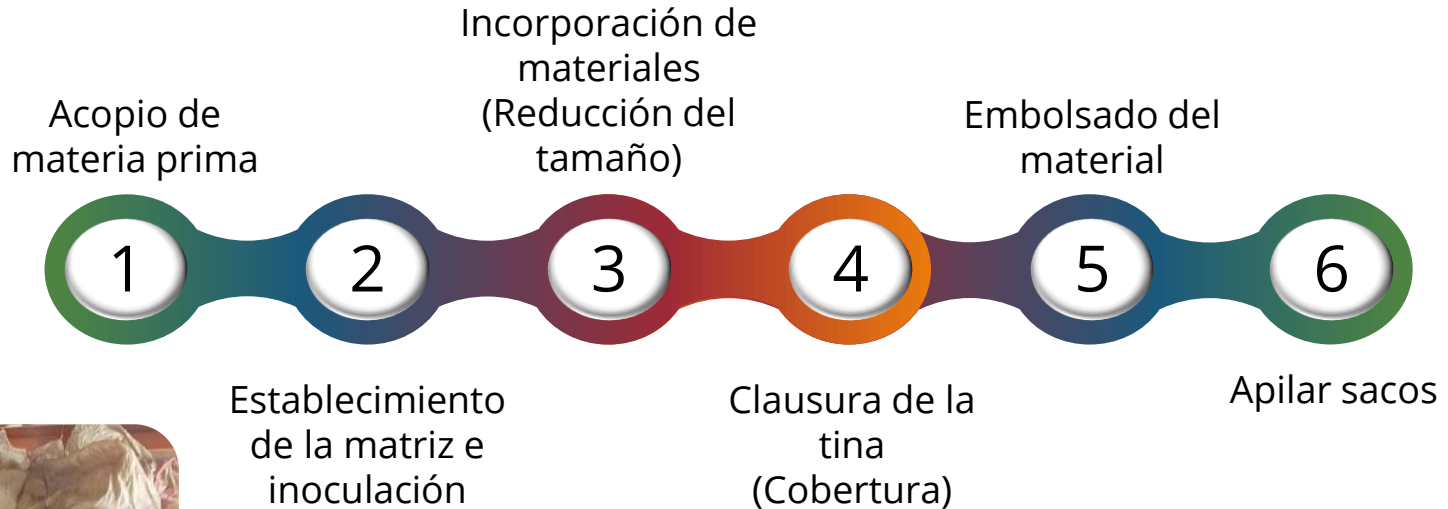 Acopio de
materia prima
1
Establecimiento
de la matriz e
inoculación
2
Incorporación de
materiales
(Reducción del
tamaño)
3
Clausura de la
tina
(Cobertura)
4
Embolsado del
material
5
Apilar sacos
6